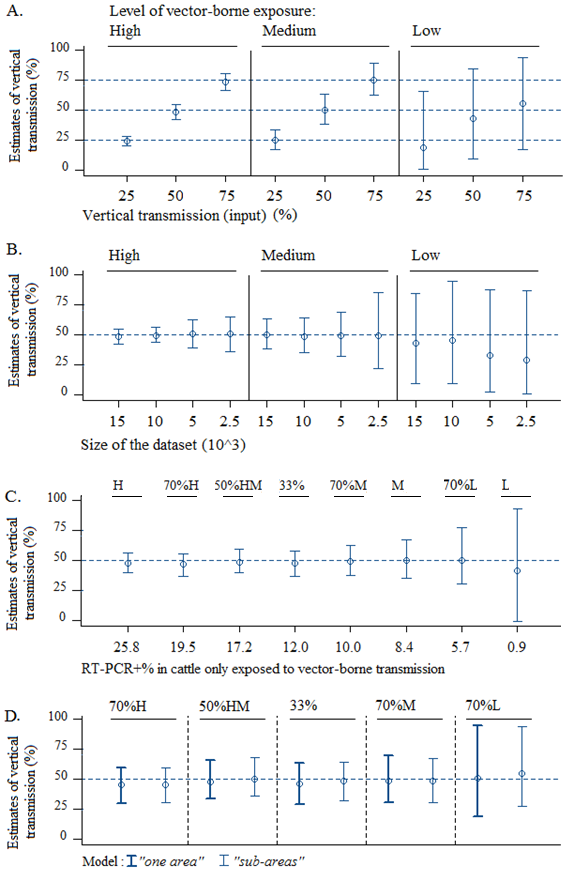 A.
Level of vector-borne exposure:
High Medium Low
Estimates of vertical
transmission (%)
100
75
50
25
0
25 50 75 25 50 75 25 50 75
Vertical transmission (input) (%)
B.
High Medium Low
Estimates of vertical
transmission (%)
100
75
50
25
0
15 10 5 2.5 15 10 5 2.5 15 10 5 2.5
Size of the dataset (10^3)
C.
H 70%H 50%HM 33% 70%M M 70%L L
Estimates of vertical
transmission (%)
100
75
50
25
0
25.8 19.5 17.2 12.0 10.0 8.4 5.7 0.9
RT-PCR+% in cattle only exposed to vector-borne transmission
D.
70%H 50%HM 33% 70%M 70%L
Estimates of vertical
transmission (%)
100
75
50
25
0
Model : "one area" "sub-areas"